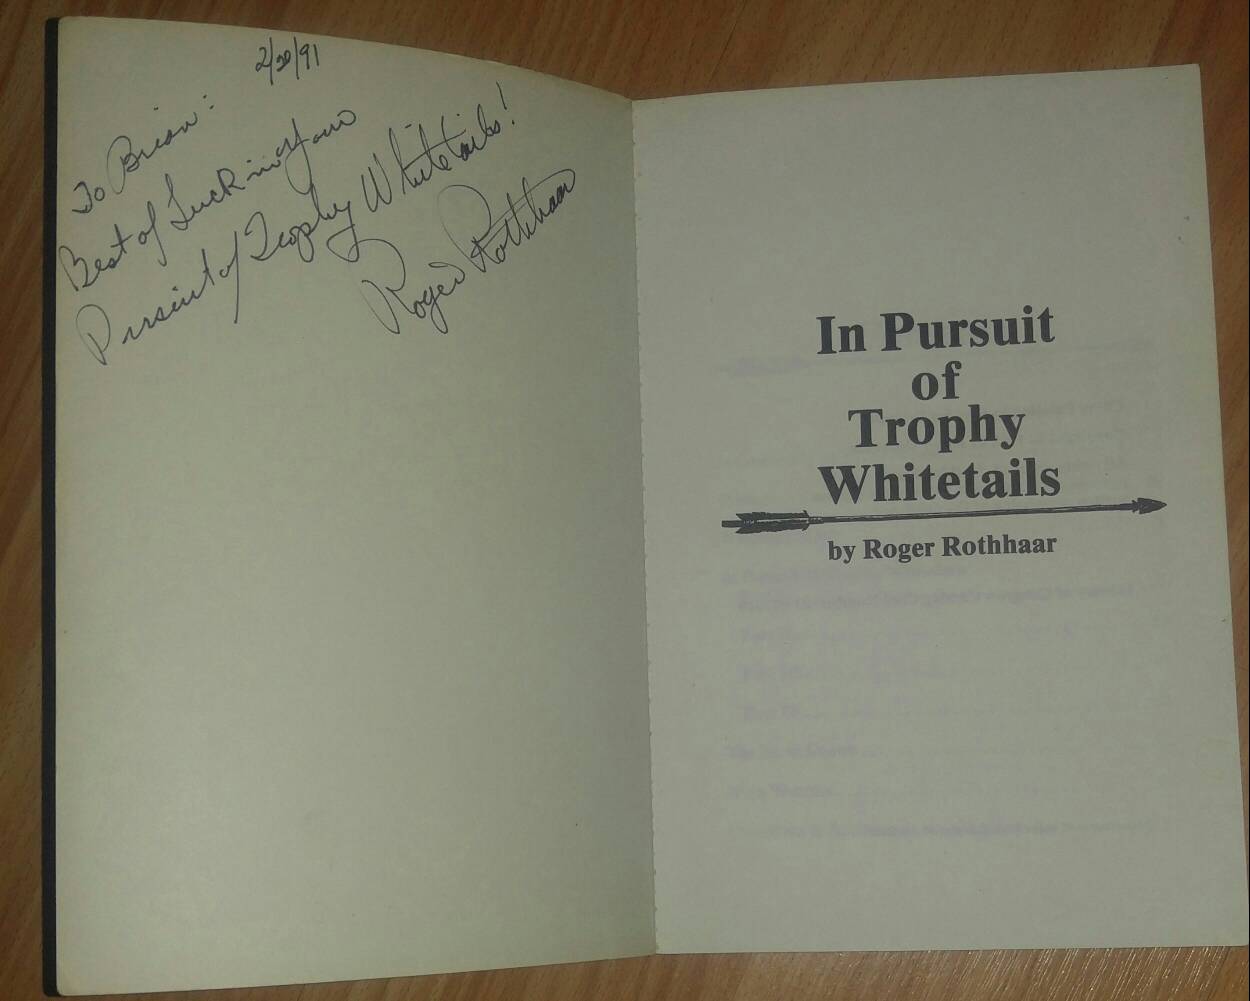 2/20/91
To Brian:
Best of Luck in your
Pursuit of Trophy Whitetails!
Roger Rothhaar
In Pursuit
of
Trophy
Whitetails
by Roger Rothhaar